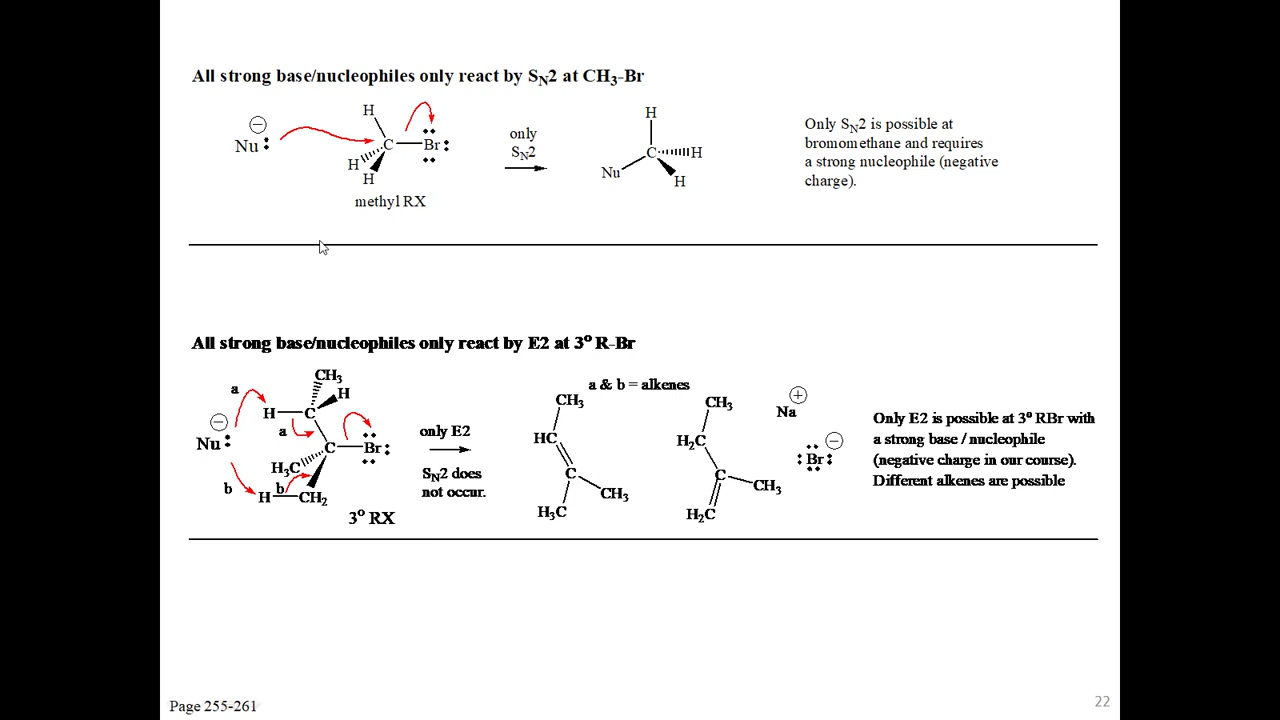 All strong base/nucleophiles only react by SN2 at CH3-Br
H
Nu
C
Br
H
H
methyl RX
only
SN2
H
C
H
Nu
H
Only SN2 is possible at
bromomethane and requires
a strong nucleophile (negative
charge).
All strong base/nucleophiles only react by E2 at 3o R-Br
CH3
a
H
H
C
Nu
a
C
Br
H3C
b
H
b
CH2
3o RX
only E2
SN2 does
not occur.
a & b = alkenes
CH3
HC
C
CH3
H3C
CH3
H2C
C
CH3
H2C
Na
Br
Only E2 is possible at 3o RBr with
a strong base / nucleophile
(negative charge in our course).
Different alkenes are possible
Page 255-261
22